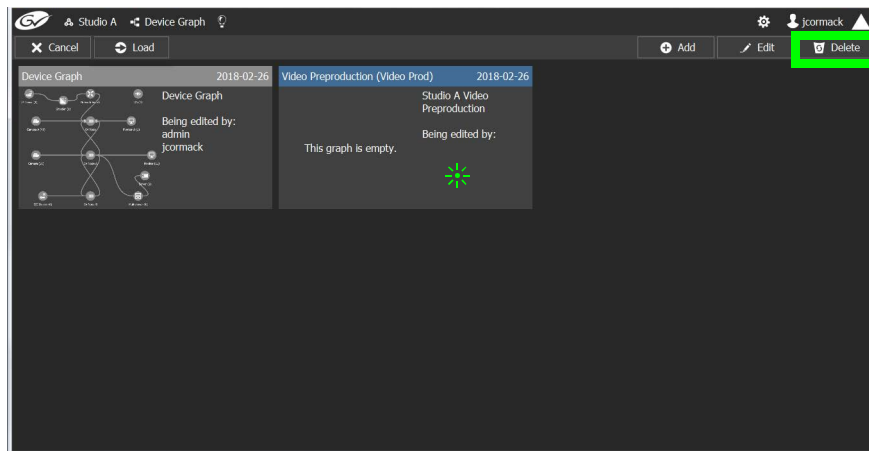 Studio A Device Graph jcormack
Cancel Load Add Edit Delete
Device Graph 2018-02-26
Device Graph
Being edited by:
admin
jcormack
Video Preproduction (Video Prod) 2018-02-26
This graph is empty.
Studio A Video
Preproduction
Being edited by: